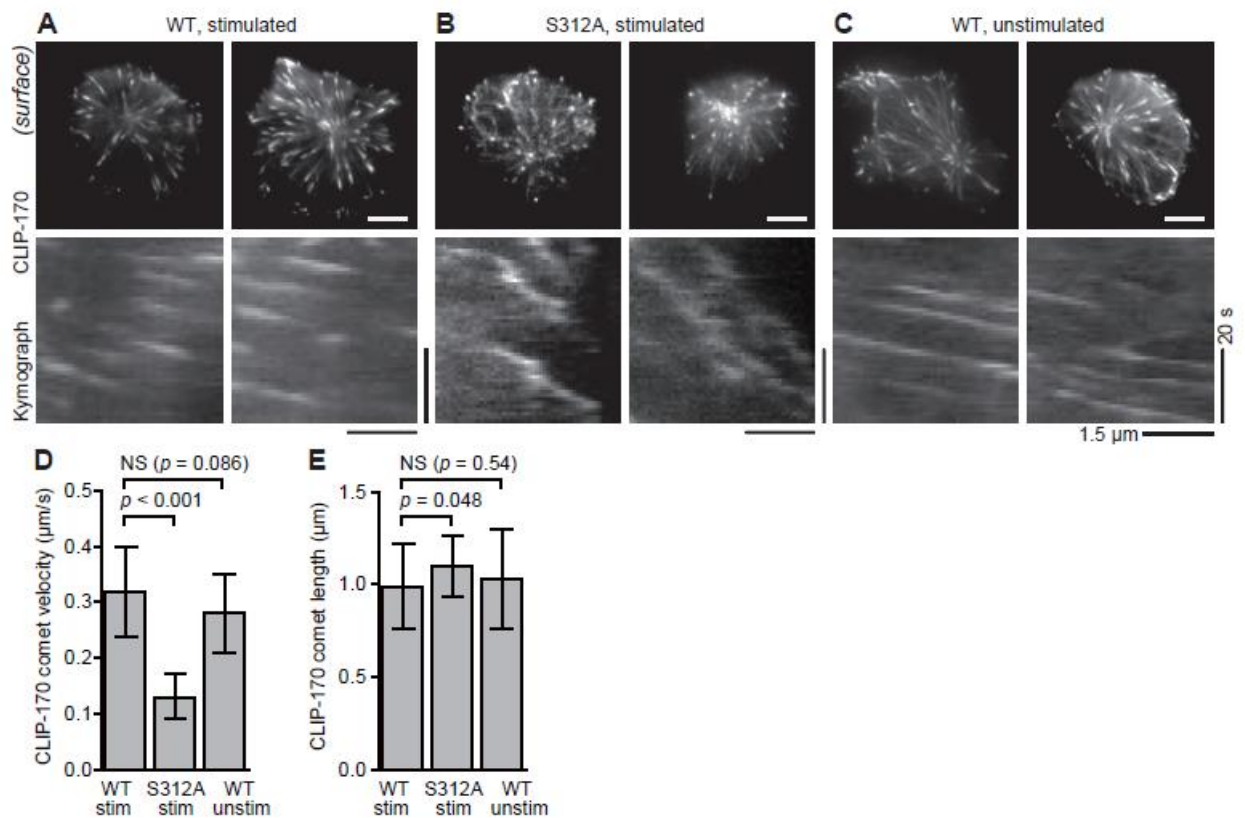 A
WT, stimulated
B
S312A, stimulated
C
WT, unstimulated
CLIP-170 (surface)
Kymograph
20 s
1.5 µm
D
NS (p = 0.086)
p < 0.001
CLIP-170 comet velocity (µm/s)
0.5
0.4
0.3
0.2
0.1
0.0
WT
stim
S312A
stim
WT
unstim
E
NS (p = 0.54)
p = 0.048
CLIP-170 comet length (µm)
1.5
1.0
0.5
0.0
WT
stim
S312A
stim
WT
unstim